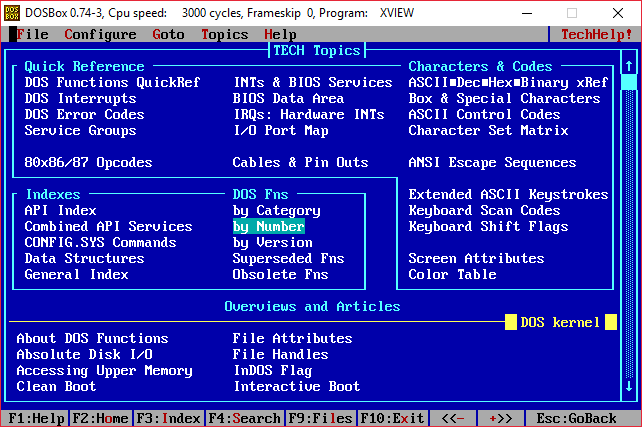 DOSBox 0.74-3, Cpu speed: 3000 cycles, Frameskip 0, Program: XVIEW
File Configure Goto Topics Help TechHelp!
TECH Topics
Quick Reference Characters & Codes
DOS Functions QuickRef INTs & BIOS Services ASCII■Dec■Hex■Binary xRef
DOS Interrupts BIOS Data Area Box & Special Characters
DOS Error Codes IRQs: Hardware INTs ASCII Control Codes
Service Groups I/O Port Map Character Set Matrix
80x86/87 Opcodes Cables & Pin Outs ANSI Escape Sequences
Indexes DOS Fns Extended ASCII Keystrokes
API Index by Category Keyboard Scan Codes
Combined API Services by Number Keyboard Shift Flags
CONFIG.SYS Commands by Version
Data Structures Superseded Fns Screen Attributes
General Index Obsolete Fns Color Table
Overviews and Articles
DOS kernel
About DOS Functions File Attributes
Absolute Disk I/O File Handles
Accessing Upper Memory InDOS Flag
Clean Boot Interactive Boot
F1:Help F2:Home F3:Index F4:Search F9:Files F10:Exit <<- +>> Esc:GoBack